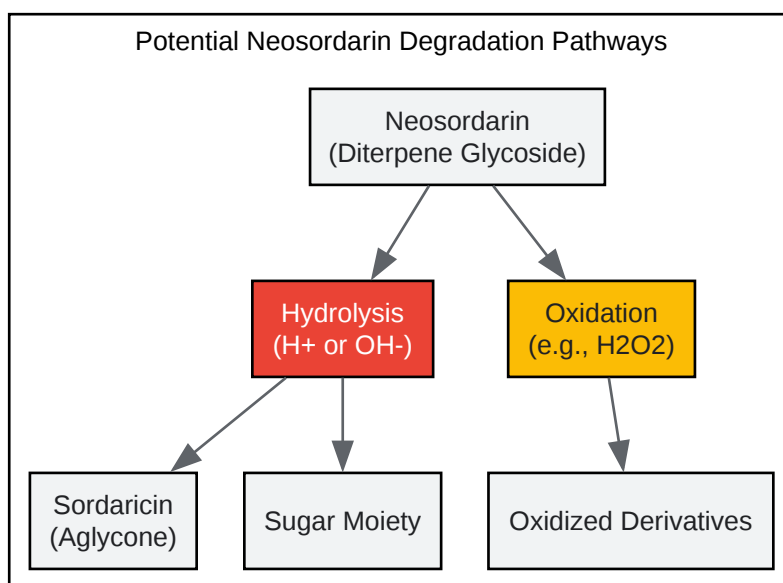 Potential Neosordarin Degradation Pathways
Neosordarin
(Diterpene Glycoside)
Hydrolysis
(H+ or OH-)
Oxidation
(e.g., H2O2)
Sordaricin
(Aglycone)
Sugar Moiety
Oxidized Derivatives